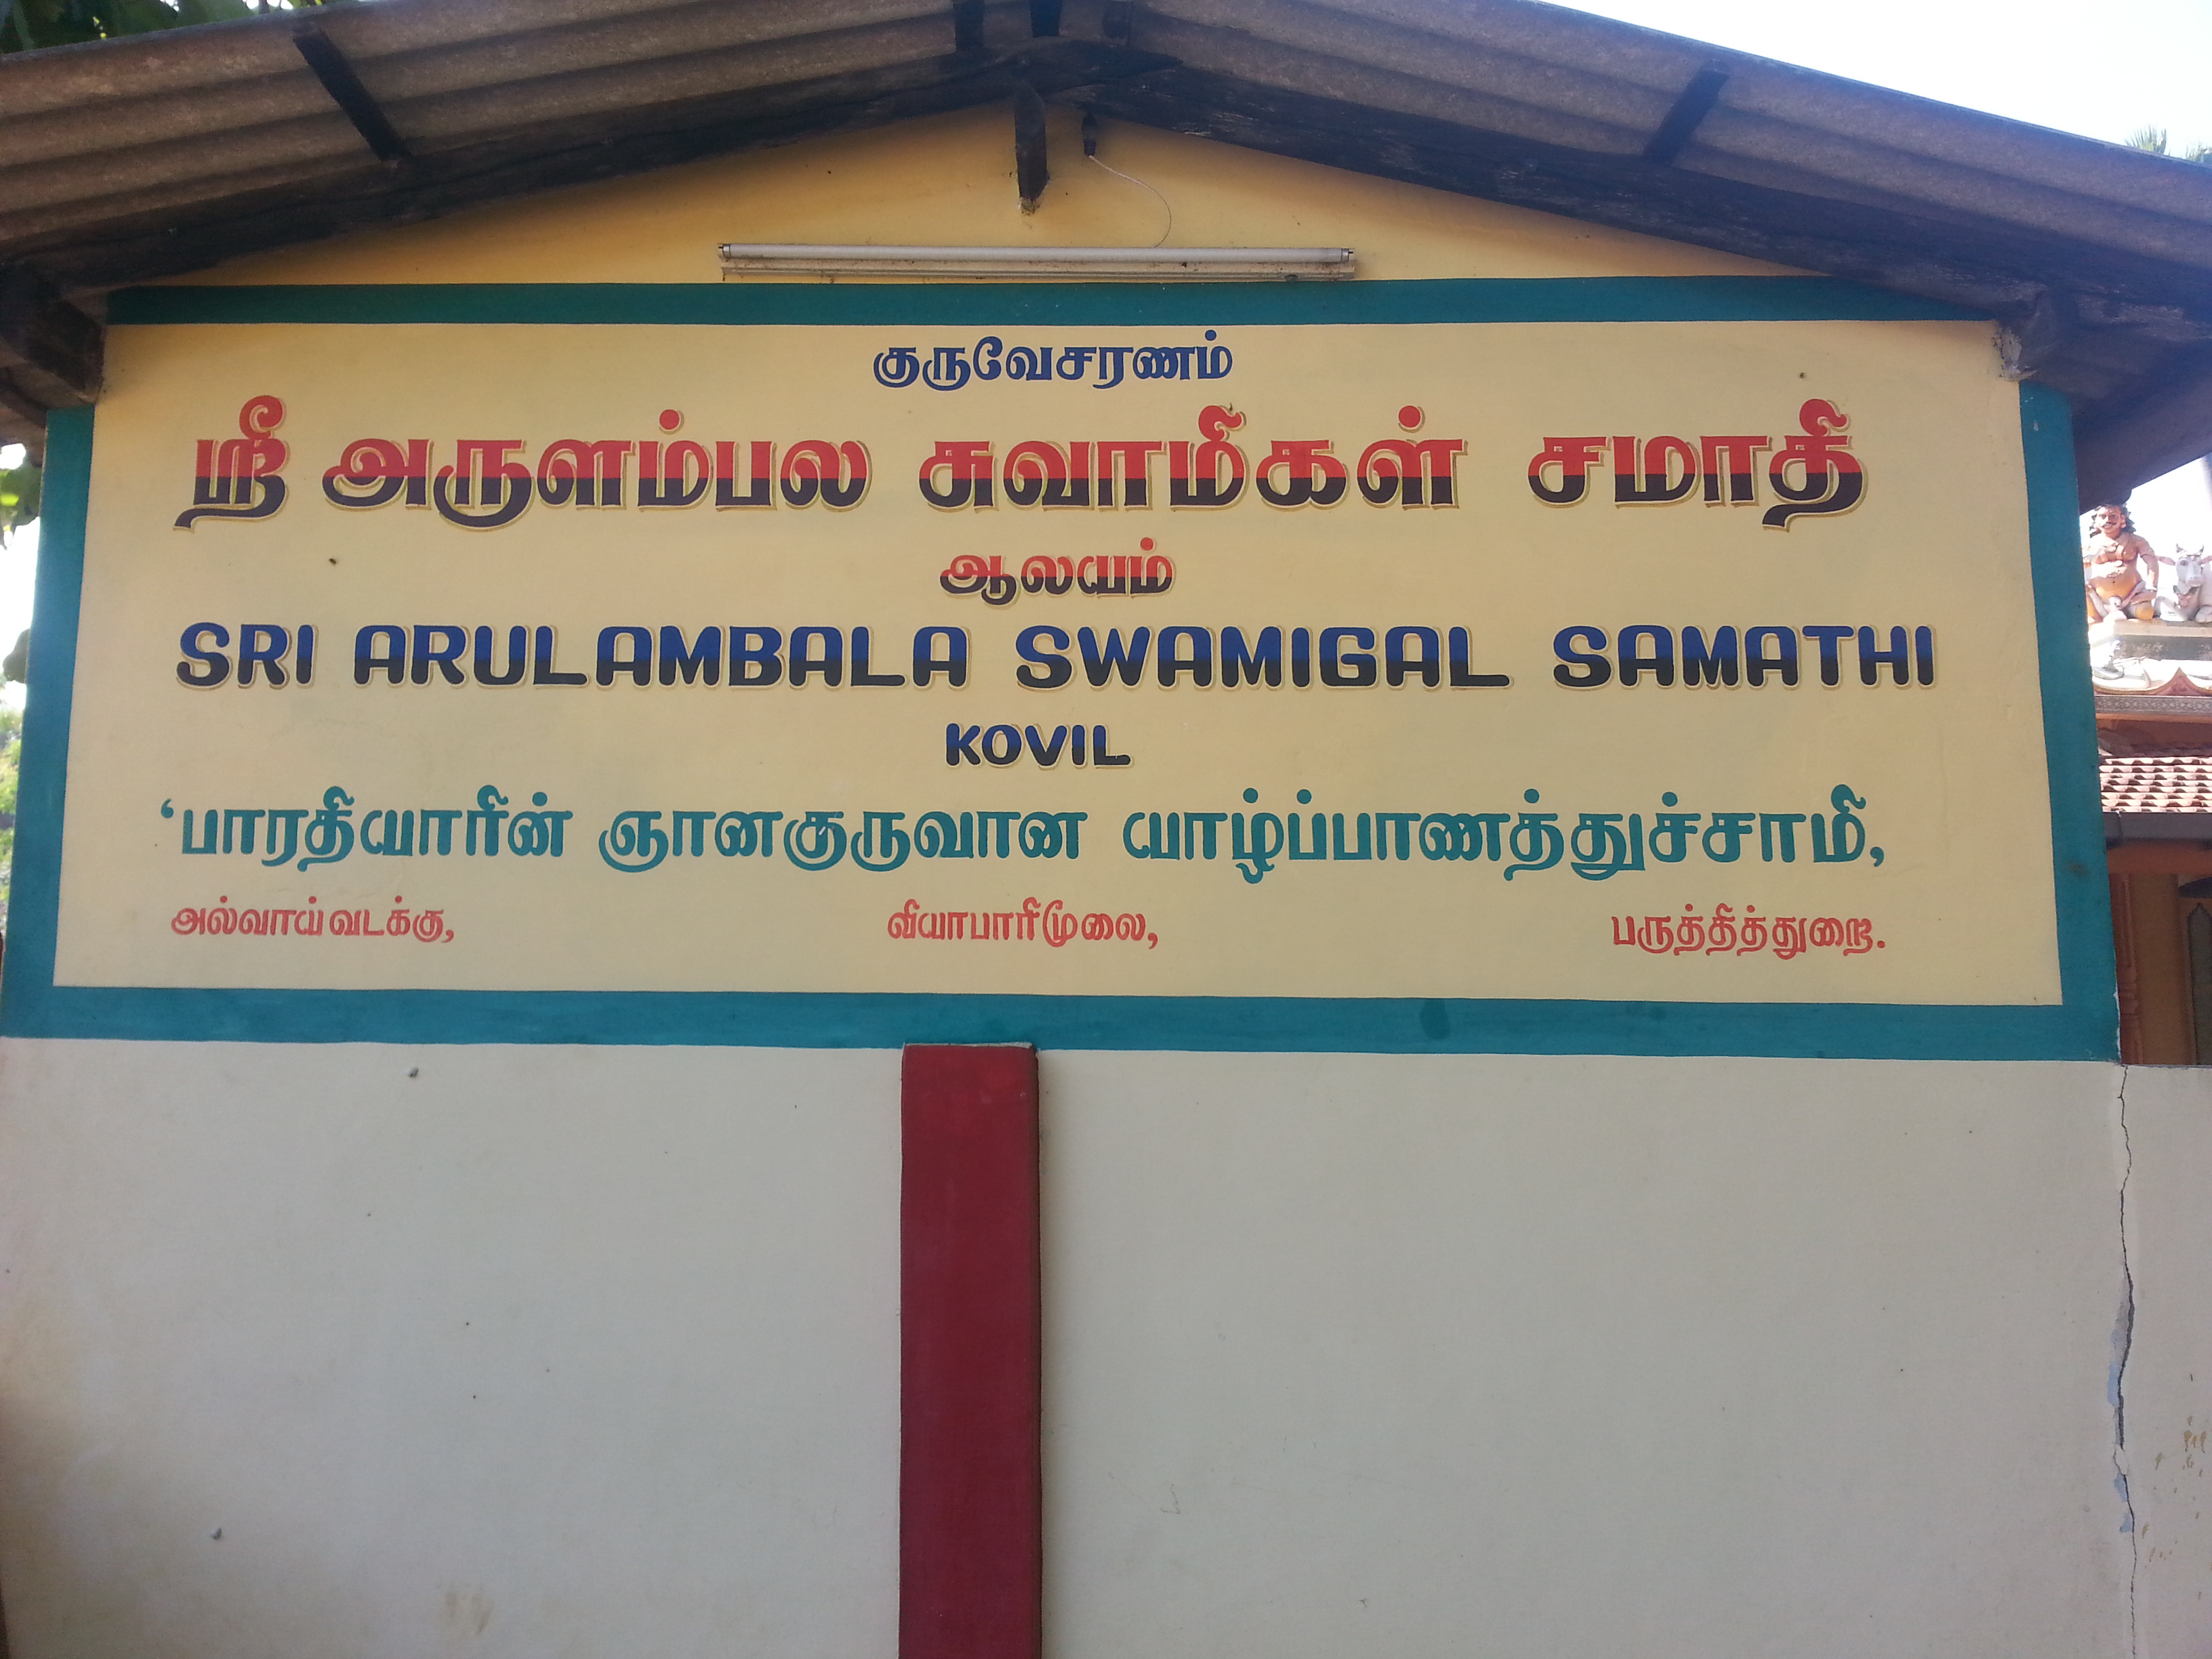 குருவேசரணம்
ஸ்ரீ அருளம்பல சுவாமிகள் சமாதி
ஆலயம்
SRI ARULAMBALA SWAMIGAL SAMATHI
KOVIL
‘பாரதியாரின் ஞானகுருவான யாழ்ப்பாணத்துச்சாமி,
அல்வாய் வடக்கு, வியாபாரிமூலை, பருத்தித்துறை.